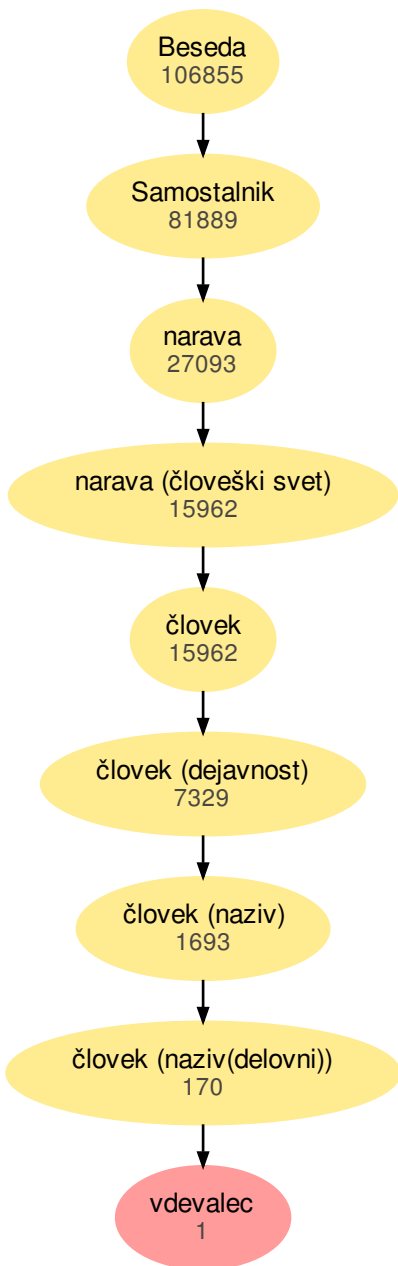 Beseda
106855
Samostalnik
81889
narava
27093
narava (človeški svet)
15962
človek
15962
človek (dejavnost)
7329
človek (naziv)
1693
človek (naziv(delovni))
170
vdevalec
1